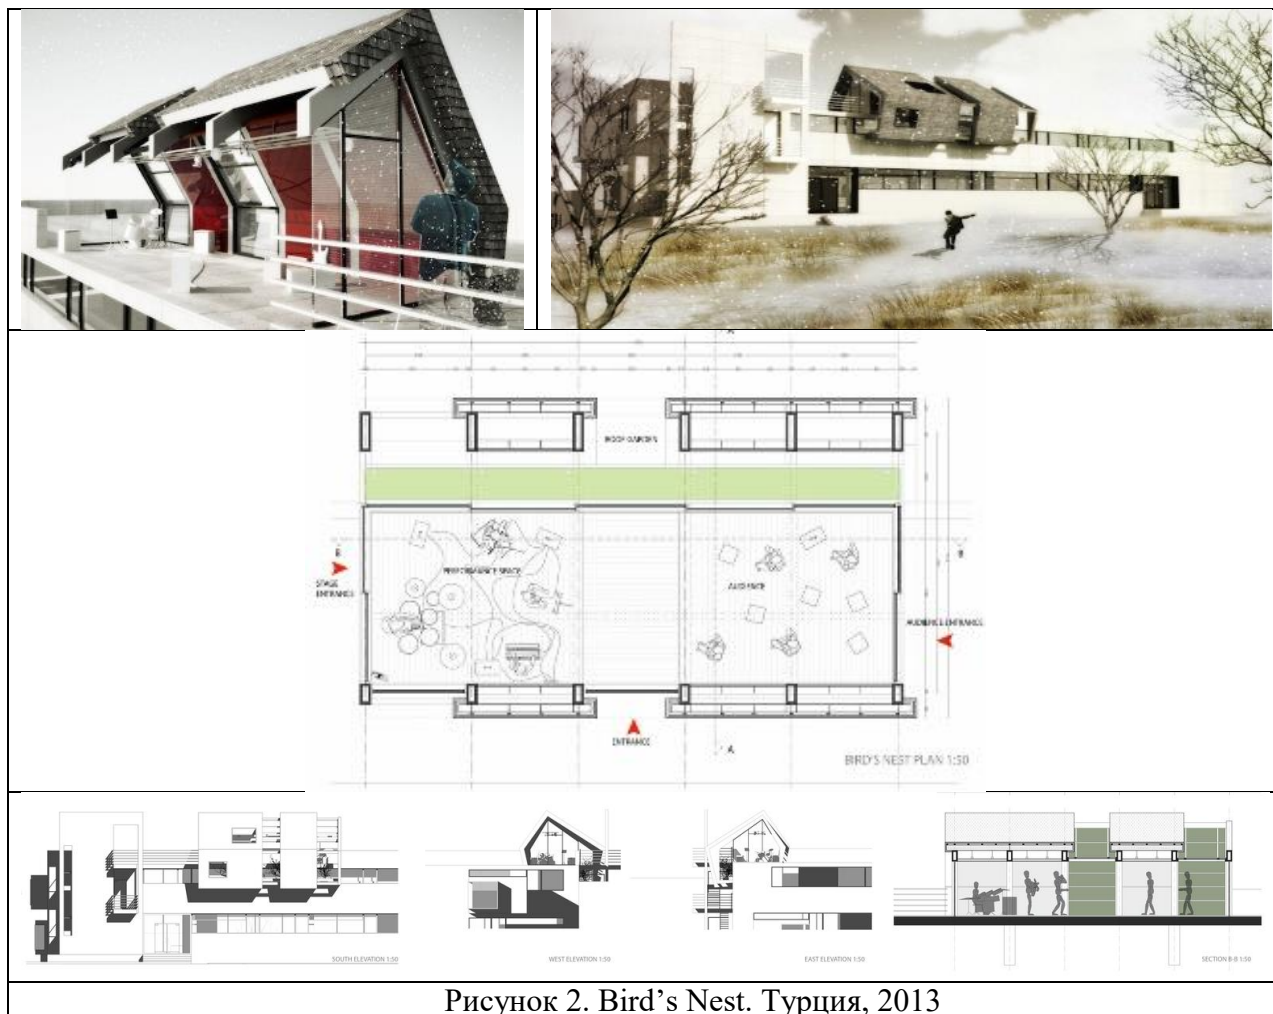 ROOF GARDEN
B
B
STAGE
ENTRANCE
PERFORMANCE SPACE
AUDIENCE
AUDIENCE ENTRANCE
ENTRANCE
A
BIRD'S NEST PLAN 1:50
SOUTH ELEVATION 1:50
WEST ELEVATION 1:50
EAST ELEVATION 1:50
SECTION B-B 1:50
Рисунок 2. Bird’s Nest. Турция, 2013